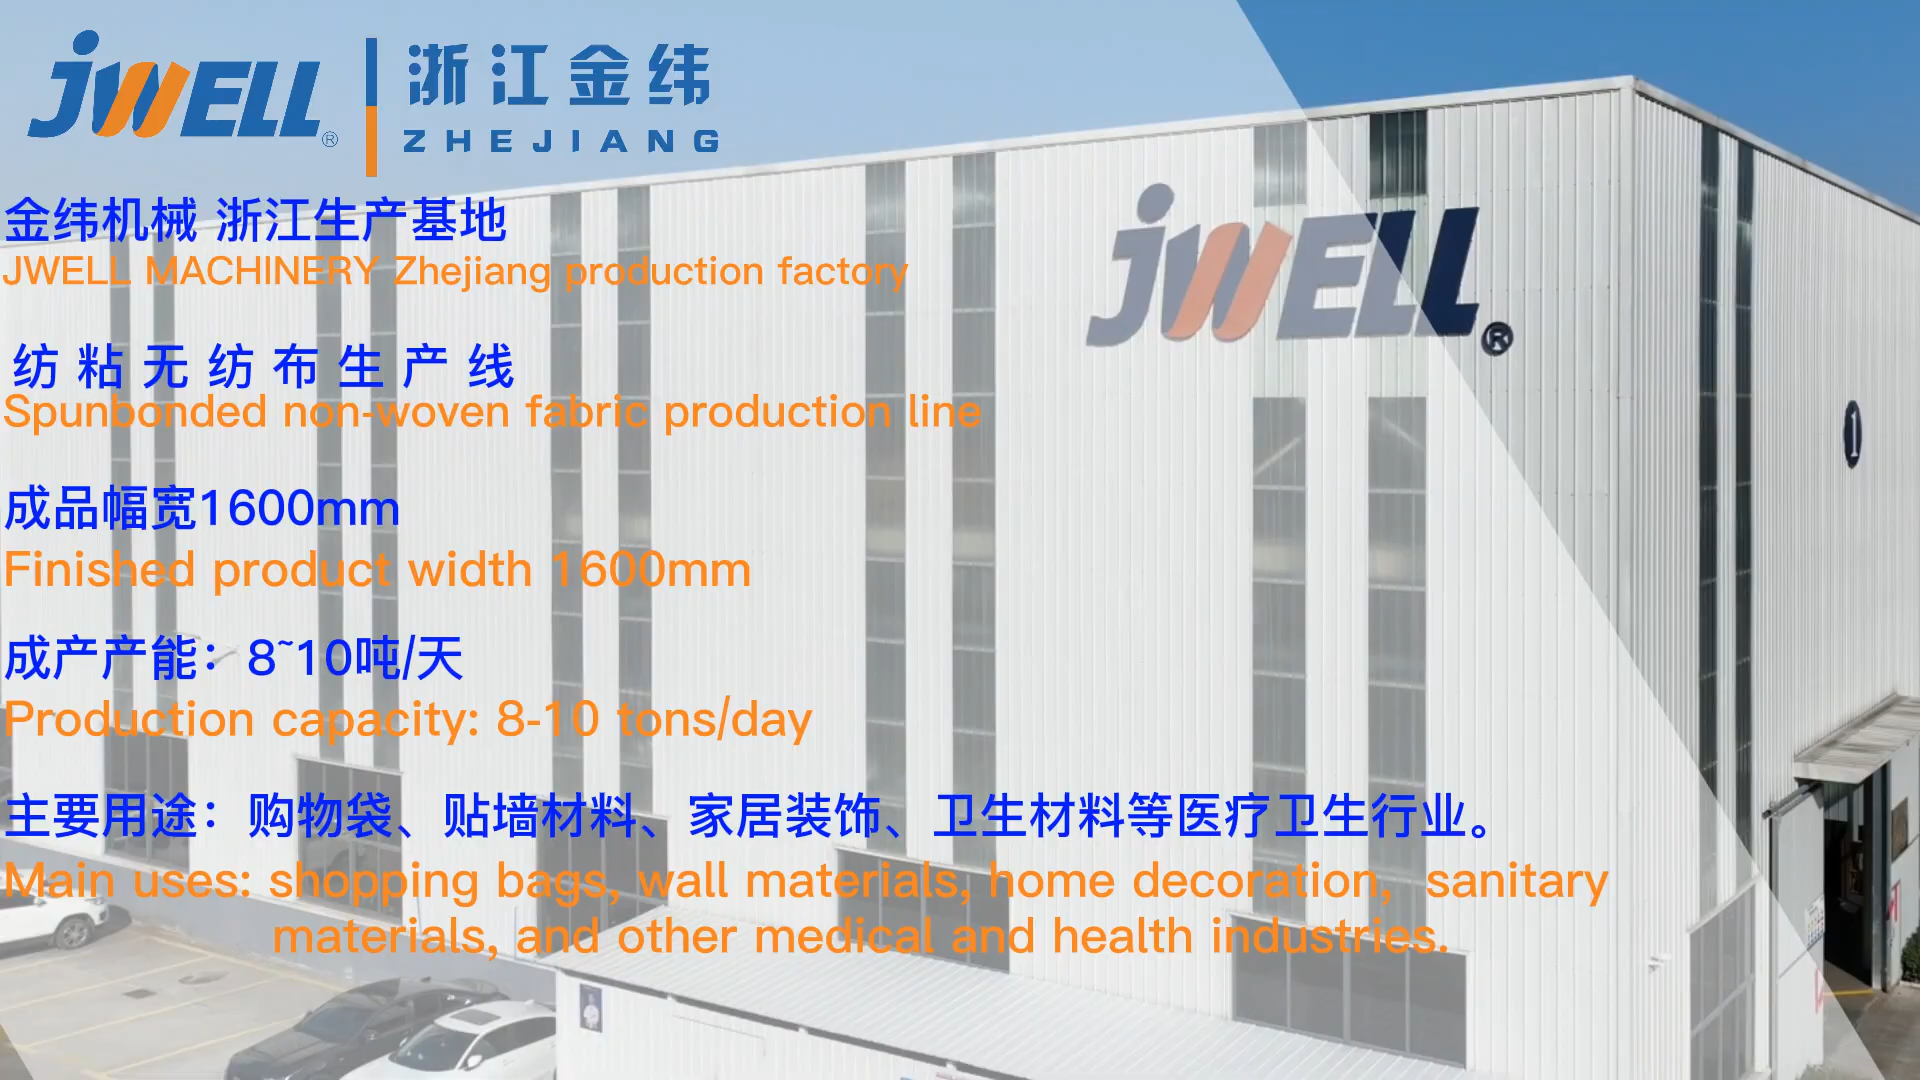 JWELL® 浙江金纬
ZHEJIANG
金纬机械 浙江生产基地
JWELL MACHINERY Zhejiang production factory
JWELL®
纺粘无纺布生产线
Spunbonded non-woven fabric production line
1
成品幅宽1600mm
Finished product width 1600mm
成产产能：8~10吨/天
Production capacity: 8-10 tons/day
主要用途：购物袋、贴墙材料、家居装饰、卫生材料等医疗卫生行业。
Main uses: shopping bags, wall materials, home decoration, sanitary
materials, and other medical and health industries.